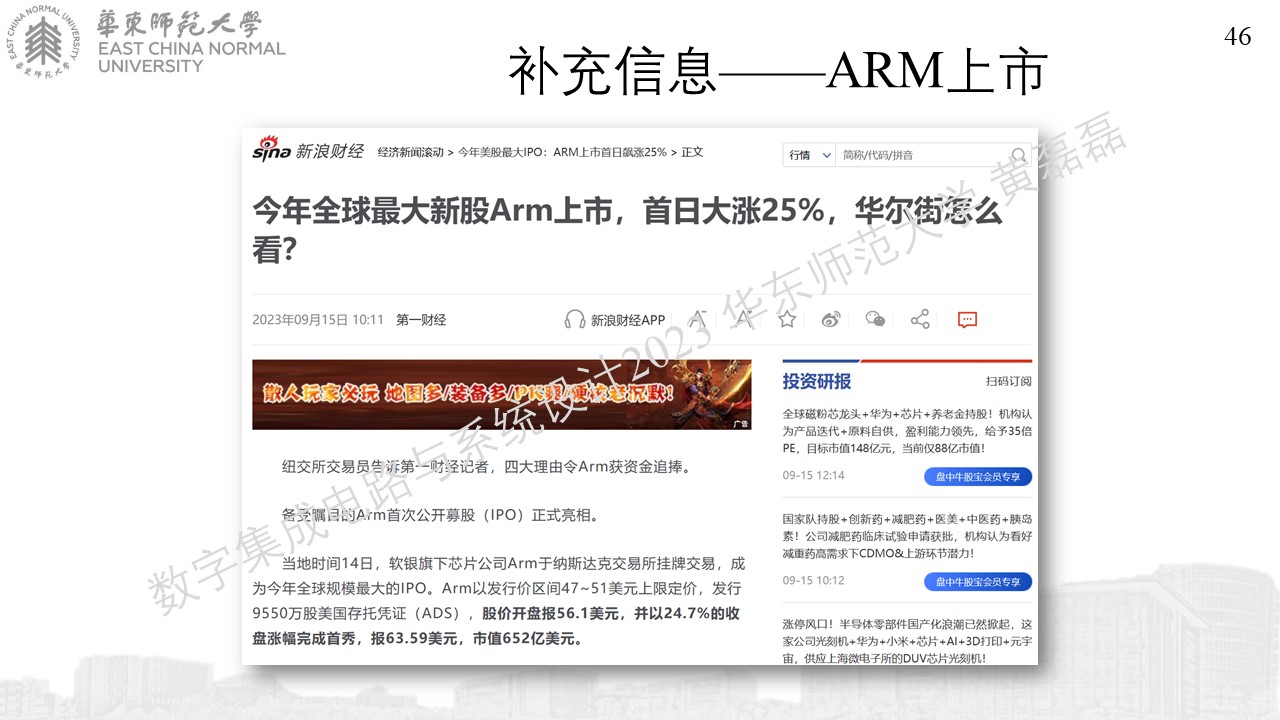 華東師範大學
EAST CHINA NORMAL
UNIVERSITY
46
补充信息——ARM上市
sina 新浪财经 经济新闻滚动 > 今年美股最大IPO：ARM上市首日飙涨25% > 正文
行情 简称/代码/拼音
今年全球最大新股Arm上市，首日大涨25%，华尔街怎么
看？
2023年09月15日 10:11 第一财经
新浪财经APP
散人玩家必玩 地图多/装备多/PK爽/画该老沉默!
广告
投资研报 扫码订阅
全球磁粉芯龙头+华为+芯片+养老金持股！机构认
为产品迭代+原料自供，盈利能力领先，给予35倍
PE，目标市值148亿元，当前仅88亿市值！
09-15 12:14 盘中牛股宝会员专享
国家队持股+创新药+减肥药+医美+中医药+胰岛
素！公司减肥药临床试验申请获批，机构认为看好
减重药高需求下CDMO&上游环节潜力！
09-15 10:12 盘中牛股宝会员专享
涨停风口！半导体零部件国产化浪潮已然掀起，这
家公司光刻机+华为+小米+芯片+AI+3D打印+元宇
宙，供应上海微电子所的DUV芯片光刻机！
纽交所交易员告诉第一财经记者，四大理由令Arm获资金追捧。
备受瞩目的Arm首次公开募股（IPO）正式亮相。
当地时间14日，软银旗下芯片公司Arm于纳斯达克交易所挂牌交易，成
为今年全球规模最大的IPO。Arm以发行价区间47~51美元上限定价，发行
9550万股美国存托凭证（ADS），股价开盘报56.1美元，并以24.7%的收
盘涨幅完成首秀，报63.59美元，市值652亿美元。
数字集成电路与系统设计2023 华东师范大学 黄磊磊